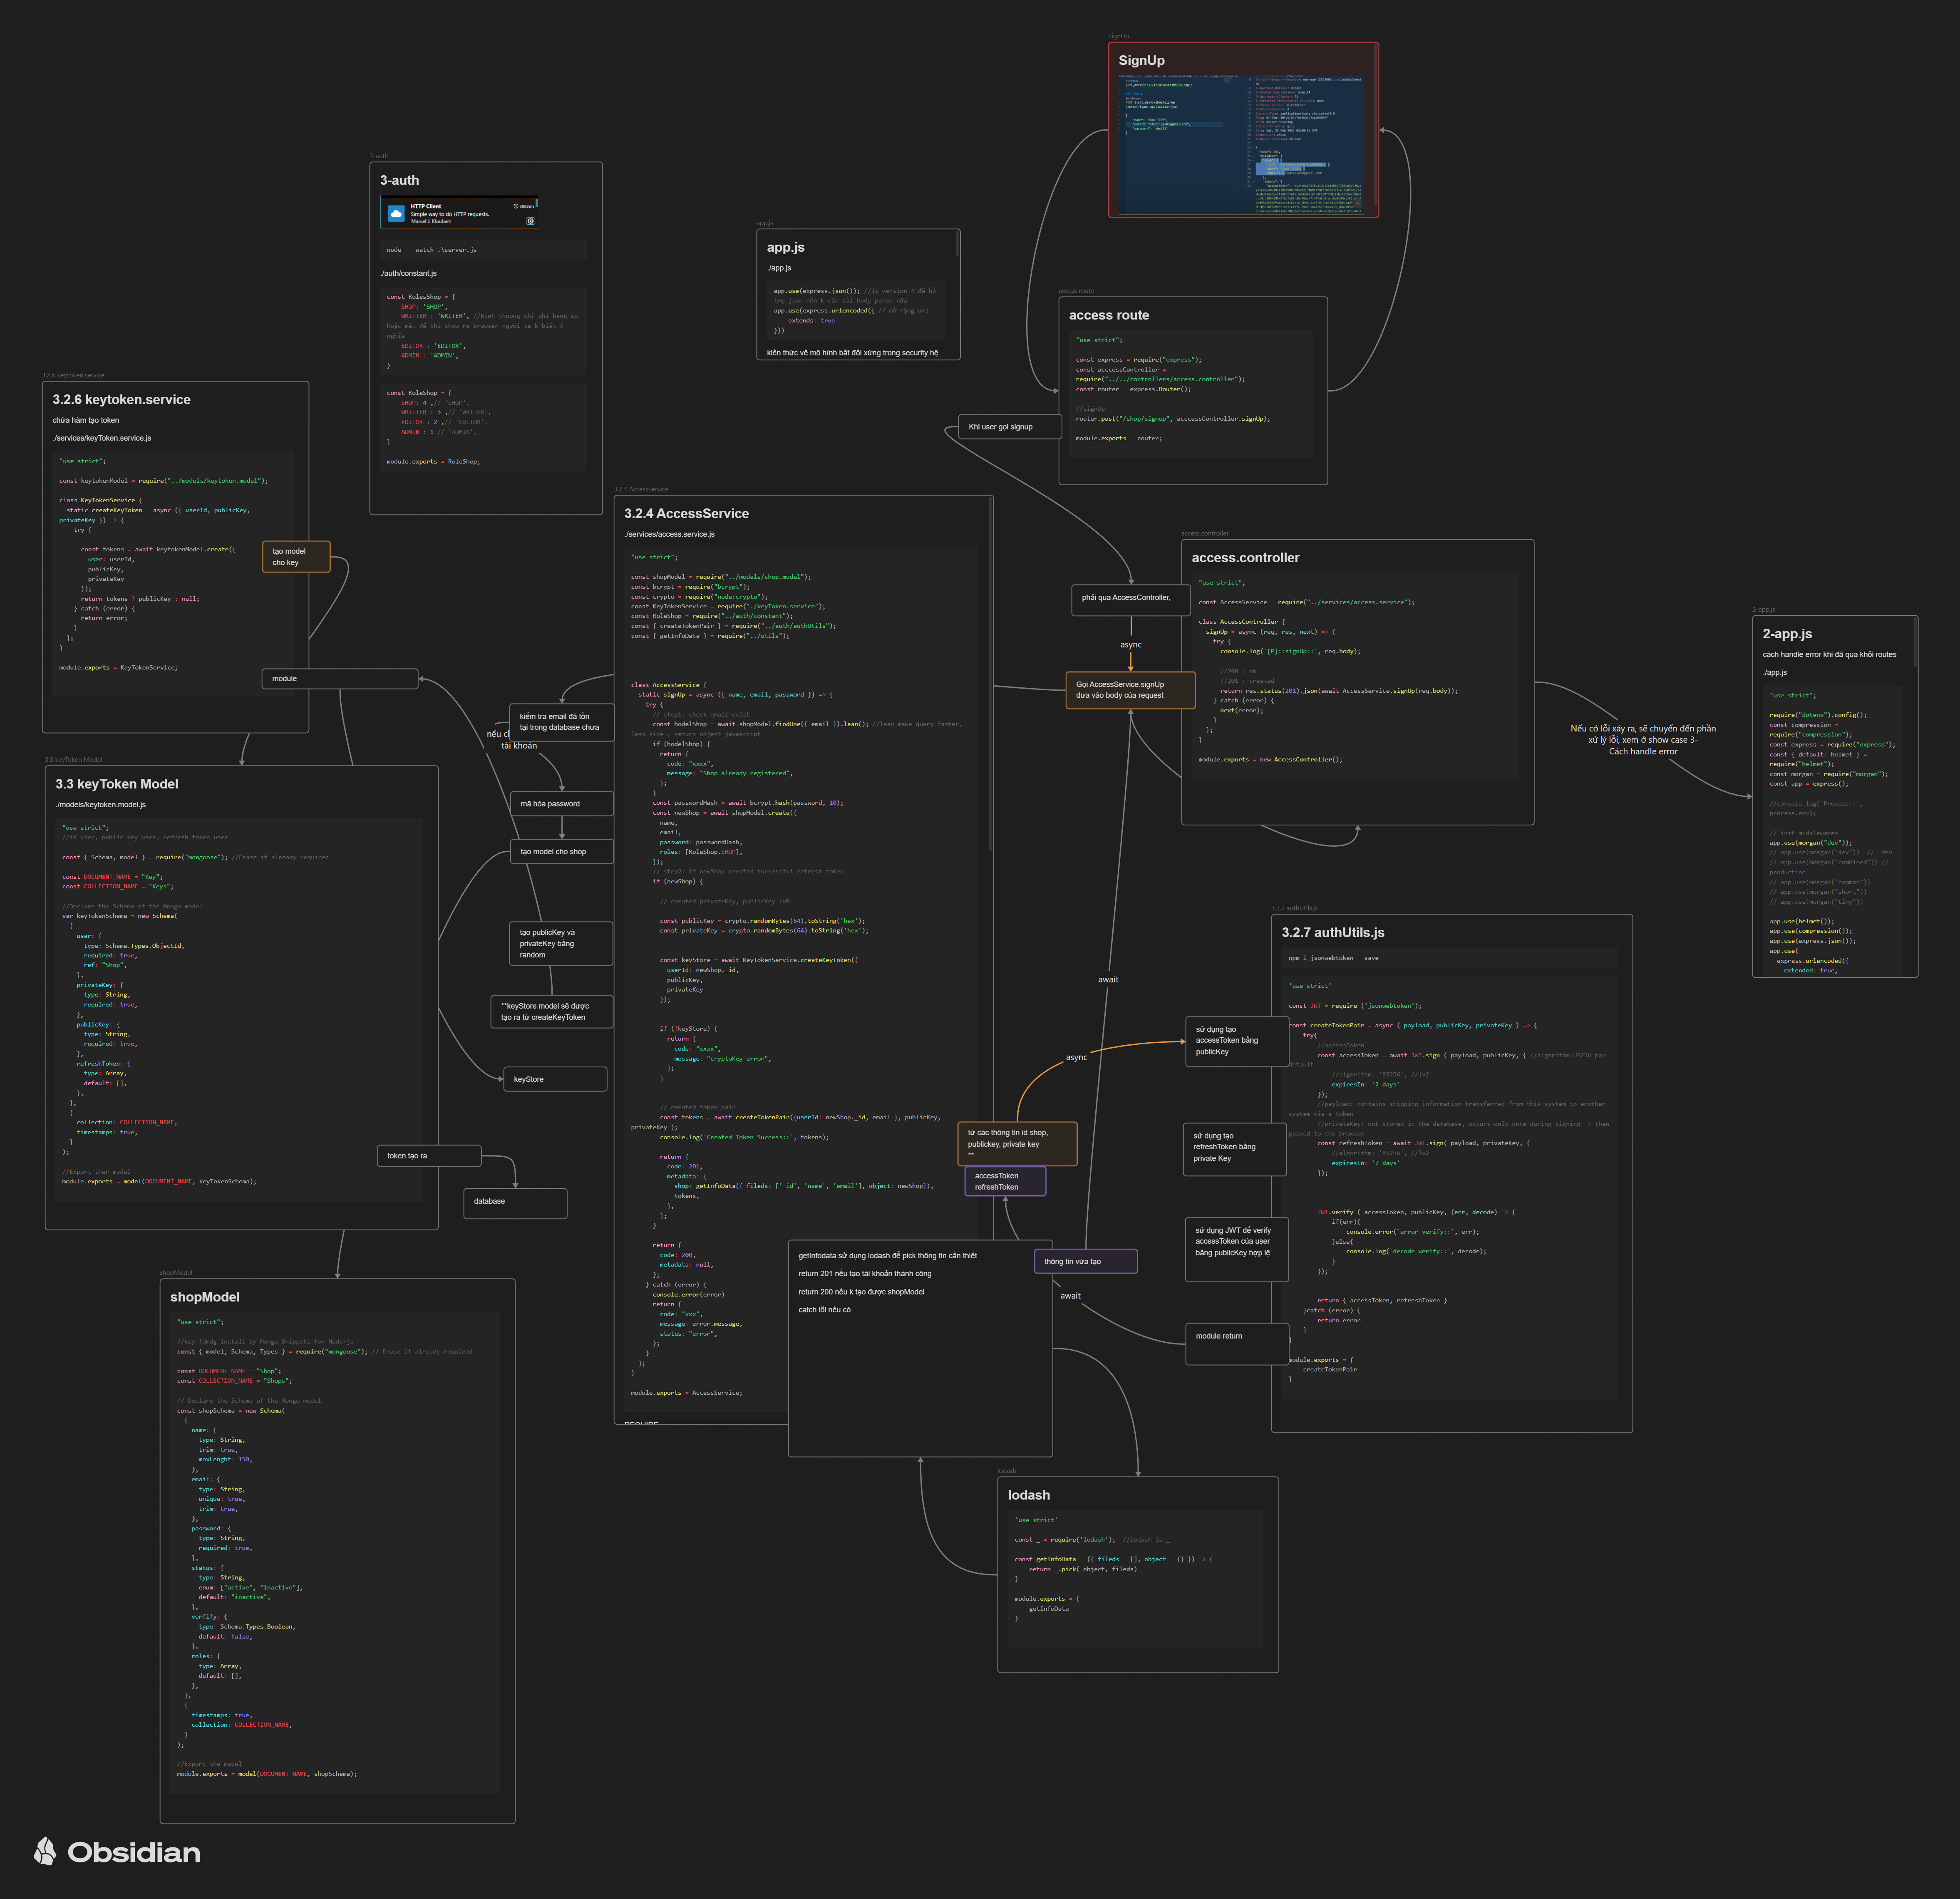 SignUp
SignUp
3-auth
3-auth
HTTP Client
Simple way to do HTTP requests.
Marcel J. Kloubert
node --watch .\server.js
./auth/constant.js
const RolesShop = {
SHOP: 'SHOP',
WRITTER : 'WRITER', //Bình thuong chỉ ghi bang so
hoặc mã, để khi show ra browser người ta k biết ý
nghĩa
EDITOR : 'EDITOR',
ADMIN : 'ADMIN',
}
const RoleShop = {
SHOP: 4 ,// 'SHOP',
WRITTER : 3 ,// 'WRITER',
EDITOR : 2 ,// 'EDITOR',
ADMIN : 1 // 'ADMIN',
}
module.exports = RoleShop;
app.js
app.js
./app.js
app.use(express.json()); //js version 4 đã hỗ
trợ json nên k cần cài body parse nữa
app.use(express.urlencoded({ // mở rộng url
extends: true
}))
kiến thức về mô hình bất đối xứng trong security hệ
access route
access route
"use strict";
const express = require("express");
const acccessController =
require("../../controllers/access.controller");
const router = express.Router();
//signUp
router.post("/shop/signup", acccessController.signUp);
module.exports = router;
Khi user gọi signup
3.2.6 keytoken.service
3.2.6 keytoken.service
chứa hàm tạo token
./services/keyToken.service.js
"use strict";
const keytokenModel = require("../models/keytoken.model");
class KeyTokenService {
static createKeyToken = async ({ userId, publicKey,
privateKey }) => {
try {
const tokens = await keytokenModel.create({
user: userId,
publicKey,
privateKey
});
return tokens ? publicKey : null;
} catch (error) {
return error;
}
};
}
module.exports = KeyTokenService;
tạo model
cho key
module
3.2.4 AccessService
3.2.4 AccessService
./services/access.service.js
"use strict";
const shopModel = require("../models/shop.model");
const bcrypt = require("bcrypt");
const crypto = require("node:crypto");
const KeyTokenService = require("./keyToken.service");
const RoleShop = require("../auth/constant");
const { createTokenPair } = require("../auth/authUtils");
const { getInfoData } = require("../utils");
class AccessService {
static signUp = async ({ name, email, password }) => {
try {
// step1: check email exist
const hodelShop = await shopModel.findOne({ email }).lean(); //lean make query faster,
less size , return object javascript
if (hodelShop) {
return {
code: "xxxx",
message: "Shop already registered",
};
}
const passwordHash = await bcrypt.hash(password, 10);
const newShop = await shopModel.create({
name,
email,
password: passwordHash,
roles: [RoleShop.SHOP],
});
// step2: if newShop created successful refresh token
if (newShop) {
// created privateKey, publicKey lv0
const publicKey = crypto.randomBytes(64).toString('hex');
const privateKey = crypto.randomBytes(64).toString('hex');
const keyStore = await KeyTokenService.createKeyToken({
userId: newShop._id,
publicKey,
privateKey
});
if (!keyStore) {
return {
code: "xxxx",
message: "cryptoKey error",
};
}
// created token pair
const tokens = await createTokenPair({userId: newShop._id, email }, publicKey,
privateKey );
console.log(`Created Token Success::`, tokens);
return {
code: 201,
metadata: {
shop: getInfoData({ fileds: ['_id', 'name', 'email'], object: newShop}),
tokens,
},
};
}
return {
code: 200,
metadata: null,
};
} catch (error) {
console.error(error)
return {
code: "xxx",
message: error.message,
status: "error",
};
}
};
}
module.exports = AccessService;
kiểm tra email đã tồn
tại trong database chưa
tài khoản
mã hòa password
tạo model cho shop
tạo publicKey và
privateKey bằng
random
**keyStore model sẽ được
tạo ra từ createKeyToken
keyStore
token tạo ra
database
access.controller
access.controller
"use strict";
const AccessService = require("../services/access.service");
class AccessController {
signUp = async (req, res, next) => {
try {
console.log(`[P]::signUp::`, req.body);
//200 : ok
//201 : created
return res.status(201).json(await AccessService.signUp(req.body));
} catch (error) {
next(error);
}
};
}
module.exports = new AccessController();
phải qua AccessController,
async
Gọi AccessService.signUp
đưa vào body của request
Nếu có lỗi xảy ra, sẽ chuyển đến phần
xử lý lỗi, xem ở show case 3-
Cách handle error
2-app.js
2-app.js
cách handle error khi đã qua khỏi routes
./app.js
"use strict";
require("dotenv").config();
const compression =
require("compression");
const express = require("express");
const { default: helmet } =
require("helmet");
const morgan = require("morgan");
const app = express();
//console.log(`Process::`,
process.env);
// init middlewares
app.use(morgan("dev"));
// app.use(morgan("dev")) // dev
// app.use(morgan("combined")) //
production
// app.use(morgan("common"))
// app.use(morgan("short"))
// app.use(morgan("tiny"))
app.use(helmet());
app.use(compression());
app.use(express.json());
app.use(
express.urlencoded({
extended: true,
3.3 keyToken Model
3.3 keyToken Model
./models/keytoken.model.js
"use strict";
//id user, public key user, refresh token user
const { Schema, model } = require("mongoose"); //Erase if already required
const DOCUMENT_NAME = "Key";
const COLLECTION_NAME = "Keys";
//Declare the Schema of the Mongo model
var keyTokenSchema = new Schema(
{
user: {
type: Schema.Types.ObjectId,
required: true,
ref: "Shop",
},
privateKey: {
type: String,
required: true,
},
publicKey: {
type: String,
required: true,
},
refreshToken: {
type: Array,
default: [],
},
},
{
collection: COLLECTION_NAME,
timestamps: true,
}
);
//Export ther model
module.exports = model(DOCUMENT_NAME, keyTokenSchema);
3.2.7 authUtils.js
3.2.7 authUtils.js
npm i jsonwebtoken --save
'use strict'
const JWT = require ('jsonwebtoken');
const createTokenPair = async ( payload, publicKey, privateKey ) => {
try{
//accessToken
const accessToken = await JWT.sign ( payload, publicKey, { //algorithm HS256 par
default
//algorithm: 'RS256', //lv2
expiresIn: '2 days'
});
//payload: contains shipping information transferred from this system to another
system via a token
//privateKey: not stored in the database, occurs only once during signing -> then
passed to the browser
const refreshToken = await JWT.sign( payload, privateKey, {
//algorithm: 'RS256', //lv2
expiresIn: '7 days'
});
JWT.verify ( accessToken, publicKey, (err, decode) => {
if(err){
console.error(`error verify::`, err);
}else{
console.log(`decode verify::`, decode);
}
});
return { accessToken, refreshToken }
}catch (error) {
return error
}
}
module.exports = {
createTokenPair
}
await
async
sử dụng tạo
accessToken bằng
publicKey
sử dụng tạo
refreshToken bằng
private Key
sử dụng JWT để verify
accessToken của user
bằng publicKey hợp lệ
module return
từ các thông tin id shop,
publickey, private key
**
accessToken
refreshToken
thông tin vừa tạo
await
getInfodata sử dụng lodash để pick thông tin cần thiết
return 201 nếu tạo tài khoản thành công
return 200 nếu k tạo được shopModel
catch lỗi nếu có
shopModel
shopModel
"use strict";
//key !dmdg install by Mongo Snippets for Node-js
const { model, Schema, Types } = require("mongoose"); // Erase if already required
const DOCUMENT_NAME = "Shop";
const COLLECTION_NAME = "Shops";
// Declare the Schema of the Mongo model
const shopSchema = new Schema(
{
name: {
type: String,
trim: true,
maxLenght: 150,
},
email: {
type: String,
unique: true,
trim: true,
},
password: {
type: String,
required: true,
},
status: {
type: String,
enum: ["active", "inactive"],
default: "inactive",
},
verfify: {
type: Schema.Types.Boolean,
default: false,
},
roles: {
type: Array,
default: [],
},
},
{
timestamps: true,
collection: COLLECTION_NAME,
}
);
//Export the model
module.exports = model(DOCUMENT_NAME, shopSchema);
lodash
lodash
'use strict'
const _ = require('lodash'); //lodash is _
const getInfoData = ({ fileds = [], object = {} }) => {
return _.pick( object, fileds)
}
module.exports = {
getInfoData
}
Obsidian